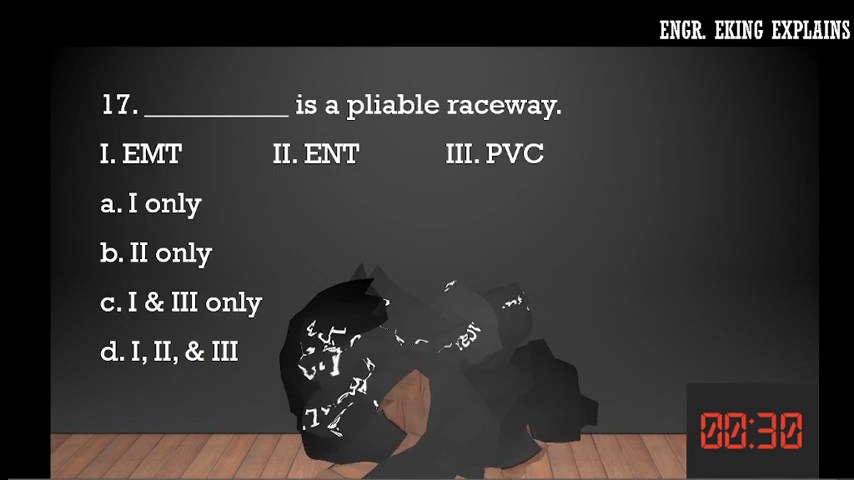 ENGR. EKING EXPLAINS
17. __________ is a pliable raceway.
I. EMT II. ENT III. PVC
a. I only
b. II only
c. I & III only
d. I, II, & III
00:30